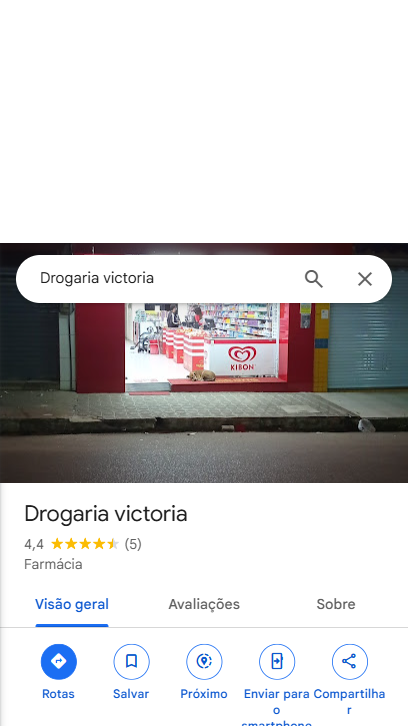 Drogaria victoria
KIBON
Drogaria victoria
4,4 (5)
Farmácia
Visão geral Avaliações Sobre
Rotas Salvar Próximo Enviar para o smartphone Compartilhar